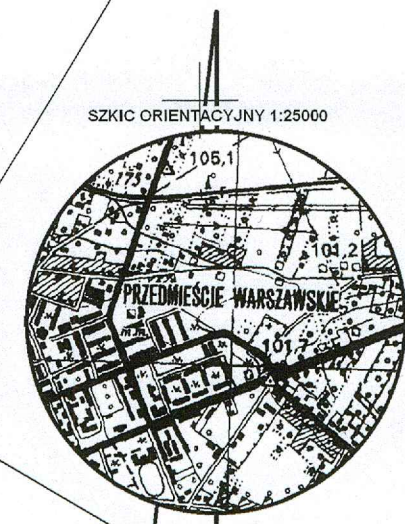 SZKIC ORIENTACYJNY 1:25000
105,1
173
101,2
PRZEDMIEŚCIE WARSZAWSKIE
101,7